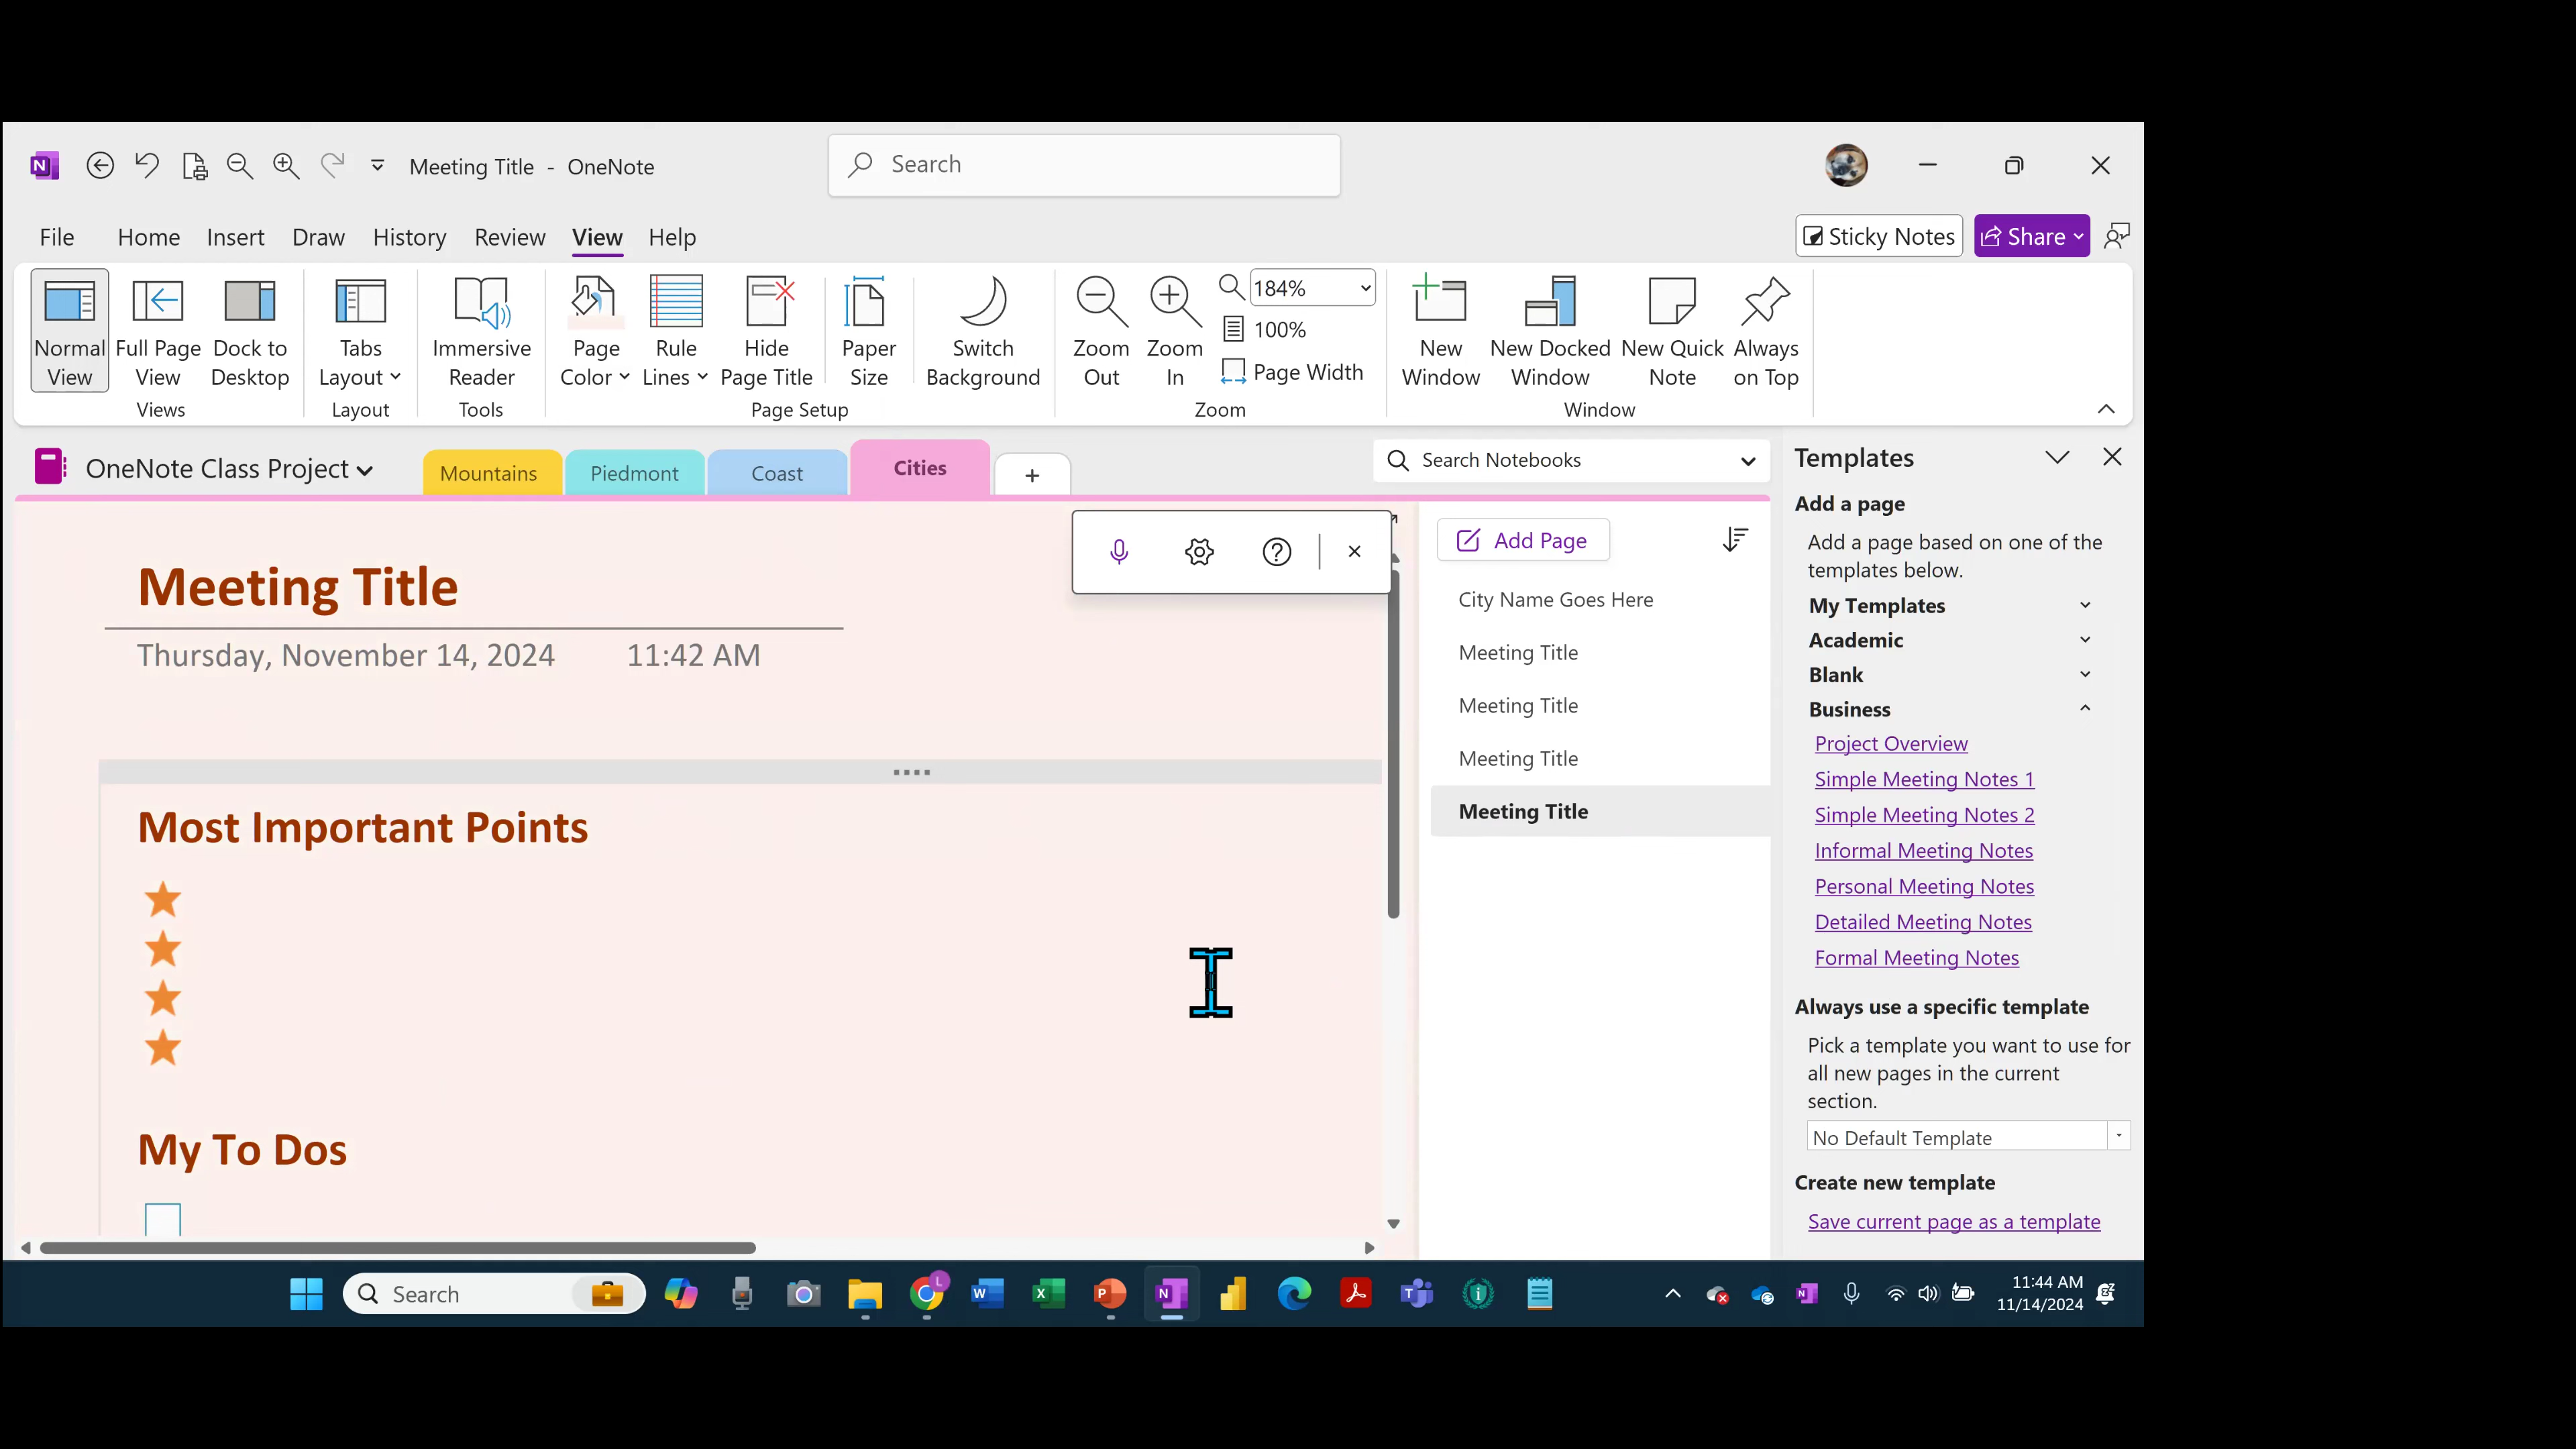 Meeting Title - OneNote
Search
File Home Insert Draw History Review View Help
Sticky Notes
Share
Normal View
Full Page View
Dock to Desktop
Views
Tabs Layout
Layout
Immersive Reader
Tools
Page Color
Rule Lines
Hide Page Title
Paper Size
Page Setup
Switch Background
Zoom Out
Zoom In
184%
100%
Page Width
Zoom
New Window
New Docked Window
New Quick Note
Always on Top
Window
OneNote Class Project
Mountains
Piedmont
Coast
Cities
+
Search Notebooks
Meeting Title
Thursday, November 14, 2024 11:42 AM
Most Important Points
My To Dos
Add Page
City Name Goes Here
Meeting Title
Meeting Title
Meeting Title
Meeting Title
Templates
Add a page
Add a page based on one of the
templates below.
My Templates
Academic
Blank
Business
Project Overview
Simple Meeting Notes 1
Simple Meeting Notes 2
Informal Meeting Notes
Personal Meeting Notes
Detailed Meeting Notes
Formal Meeting Notes
Always use a specific template
Pick a template you want to use for
all new pages in the current
section.
No Default Template
Create new template
Save current page as a template
Search
11:44 AM
11/14/2024